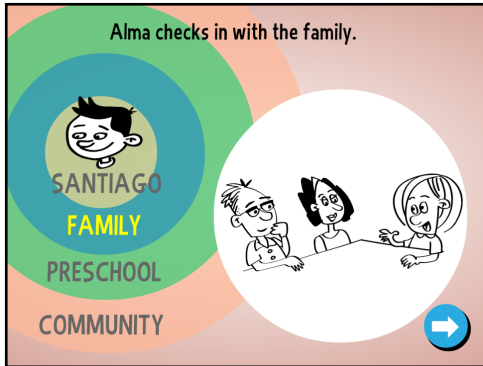 Alma checks in with the family.
SANTIAGO
FAMILY
PRESCHOOL
COMMUNITY